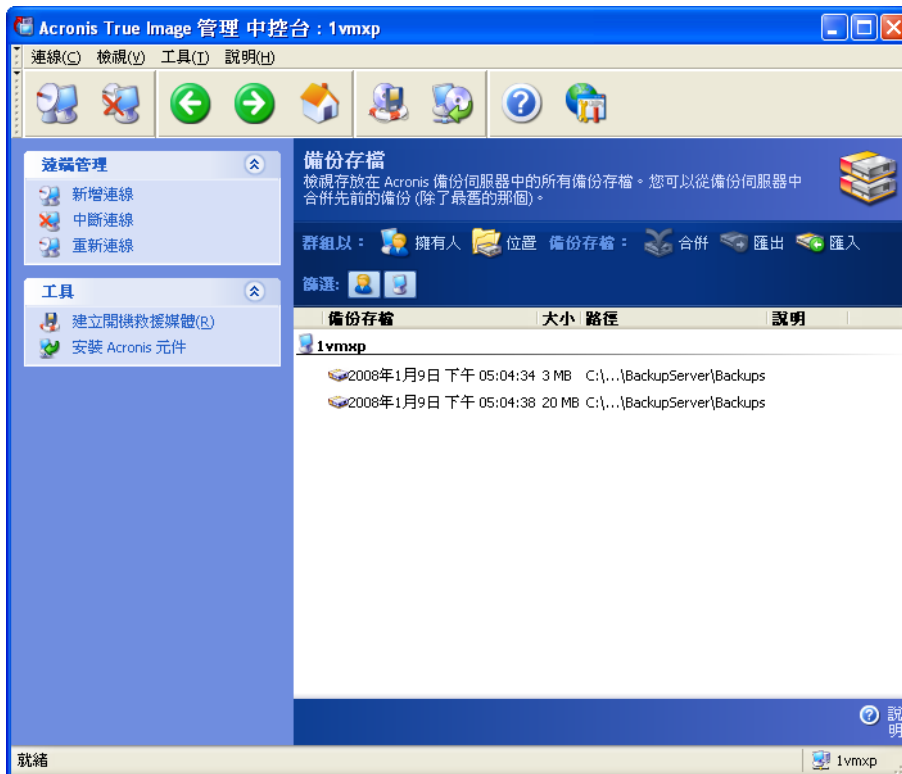 Acronis True Image 管理 中控台 : 1vmxp
連線(C) 檢視(V) 工具(T) 說明(H)
遠端管理
新增連線
中斷連線
重新連線
工具
建立開機救援媒體(R)
安裝 Acronis 元件
備份存檔
檢視存放在 Acronis 備份伺服器中的所有備份存檔。您可以從備份伺服器中
合併先前的備份 (除了最舊的那個)。
群組以： 擁有人 位置 備份存檔： 合併 匯出 匯入
篩選:
備份存檔 大小 路徑 說明
1vmxp
2008年1月9日 下午 05:04:34 3 MB C:\...\BackupServer\Backups
2008年1月9日 下午 05:04:38 20 MB C:\...\BackupServer\Backups
說
明
就緒 1vmxp